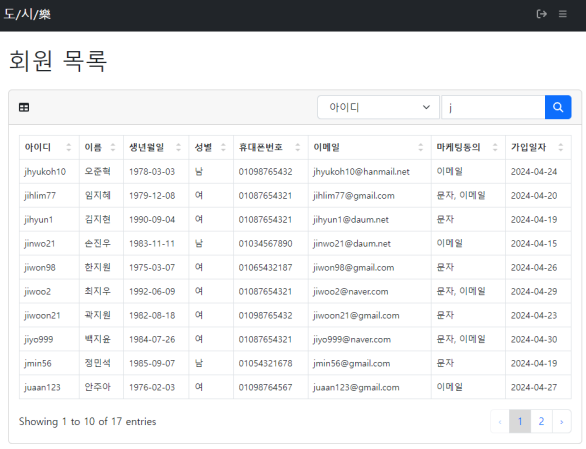 도/시/樂
회원 목록
아이디 j
아이디 이름 생년월일 성별 휴대폰번호 이메일 마케팅동의 가입일자
jhyukoh10 오준혁 1978-03-03 남 01098765432 jhyukoh10@hanmail.net 이메일 2024-04-24
jihlim77 임지혜 1979-12-08 여 01087654321 jihlim77@gmail.com 문자, 이메일 2024-04-20
jihyun1 김지현 1990-09-04 여 01087654321 jihyun1@daum.net 문자 2024-04-19
jinwo21 손진우 1983-11-11 남 01034567890 jinwo21@daum.net 이메일 2024-04-15
jiwon98 한지원 1975-03-07 여 01065432187 jiwon98@gmail.com 문자 2024-04-26
jiwoo2 최지우 1992-06-09 여 01087654321 jiwoo2@naver.com 문자, 이메일 2024-04-29
jiwoon21 곽지원 1982-08-18 여 01098765432 jiwoon21@gmail.com 문자 2024-04-23
jiyo999 백지윤 1984-07-26 여 01087654321 jiyo999@naver.com 문자, 이메일 2024-04-30
jmin56 정민석 1985-09-07 남 01054321678 jmin56@gmail.com 문자 2024-04-19
juaan123 안주아 1976-02-03 여 01098764567 juaan123@gmail.com 이메일 2024-04-27
Showing 1 to 10 of 17 entries ‹ 1 2 ›